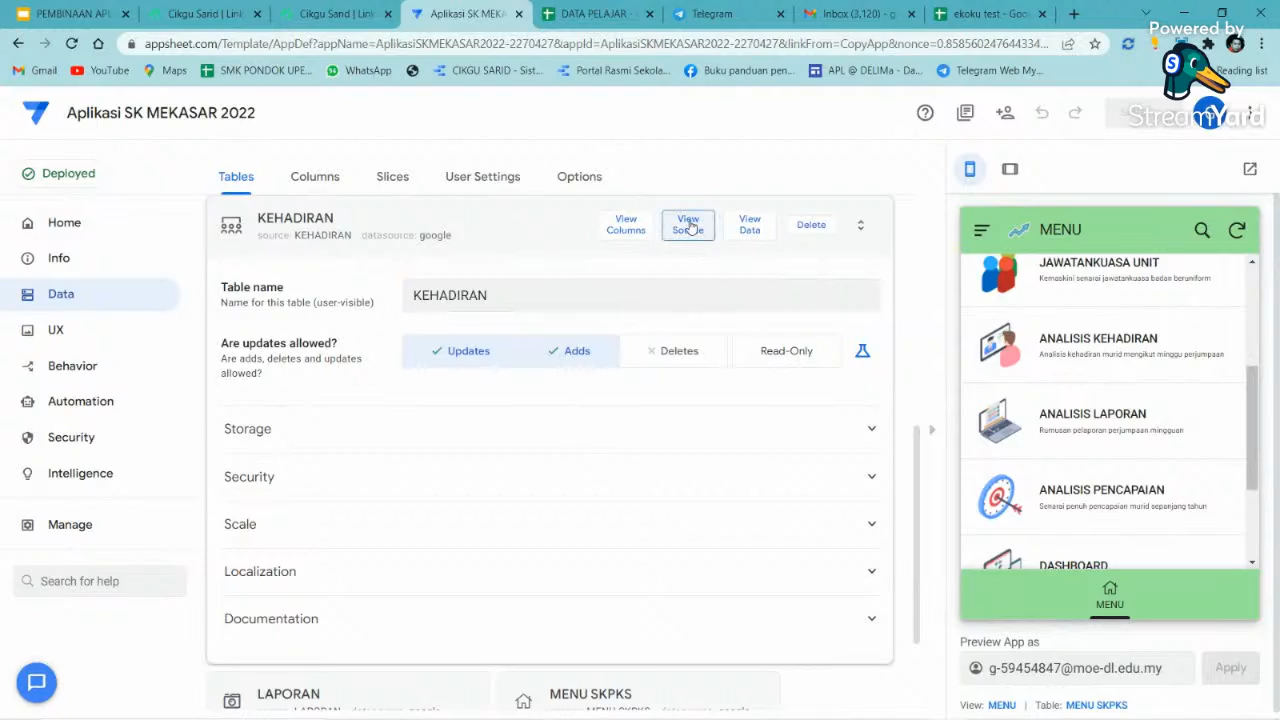 PEMBINAAN APL
Cikgu Sarid | Link
Cikgu Sand | Link
Aplikasi SK MEKA
DATA PELAJAR -
Telegram
Inbox (3,120) - g
ekoku test - Goo
Powered by
appsheet.com/Template/AppDef?appName=AplikasiSKMEKASAR2022-2270427&appId=AplikasiSKMEKASAR2022-2270427&linkFrom=CopyApp&nonce=0.858560247644334...
Gmail
YouTube
Maps
SMK PONDOK UPE...
WhatsApp
CIKGU SARID - Sist...
Portal Rasmi Sekola...
Buku panduan pen...
APL @ DELIMa - Da...
Telegram Web My...
Reading list
StreamYard
Aplikasi SK MEKASAR 2022
Deployed
Tables
Columns
Slices
User Settings
Options
Home
Info
Data
UX
Behavior
Automation
Security
Intelligence
Manage
Search for help
KEHADIRAN
source: KEHADIRAN datasource: google
View Columns
View Source
View Data
Delete
Table name
Name for this table (user-visible)
KEHADIRAN
Are updates allowed?
Are adds, deletes and updates
allowed?
Updates
Adds
Deletes
Read-Only
Storage
Security
Scale
Localization
Documentation
LAPORAN
MENU SKPKS
MENU
JAWATANKUASA UNIT
Kemaskini senarai jawatankuasa badan beruniform
ANALISIS KEHADIRAN
Analisis kehadiran murid mengikut minggu perjumpaan
ANALISIS LAPORAN
Rumusan pelaporan perjumpaan mingguan
ANALISIS PENCAPAIAN
Senarai penuh pencapaian murid sepanjang tahun
DASHBOARD
MENU
Preview App as
g-59454847@moe-dl.edu.my
Apply
View: MENU | Table: MENU SKPKS